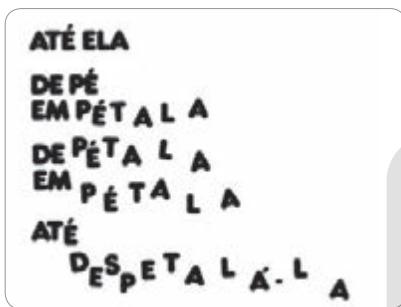 ATÉ ELA
DE PÉ
EM PÉTALA
DE PÉTALA
EM PÉTALA
ATÉ
DESPETALÁ-LA